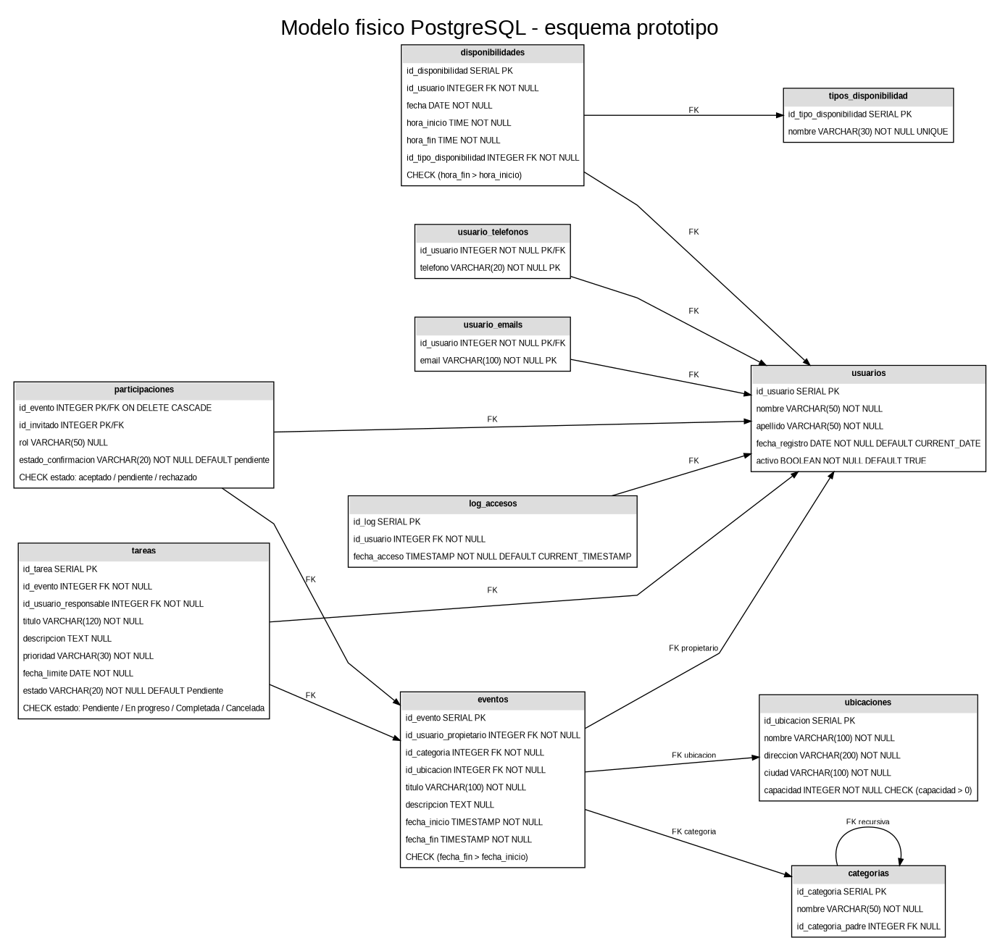 Modelo fisico PostgreSQL - esquema prototipo
disponibilidades
id_disponibilidad SERIAL PK
id_usuario INTEGER FK NOT NULL
fecha DATE NOT NULL
hora_inicio TIME NOT NULL
hora_fin TIME NOT NULL
id_tipo_disponibilidad INTEGER FK NOT NULL
CHECK (hora_fin > hora_inicio)
FK
tipos_disponibilidad
id_tipo_disponibilidad SERIAL PK
nombre VARCHAR(30) NOT NULL UNIQUE
FK
usuario_telefonos
id_usuario INTEGER NOT NULL PK/FK
telefono VARCHAR(20) NOT NULL PK
FK
usuario_emails
id_usuario INTEGER NOT NULL PK/FK
email VARCHAR(100) NOT NULL PK
FK
usuarios
id_usuario SERIAL PK
nombre VARCHAR(50) NOT NULL
apellido VARCHAR(50) NOT NULL
fecha_registro DATE NOT NULL DEFAULT CURRENT_DATE
activo BOOLEAN NOT NULL DEFAULT TRUE
participaciones
id_evento INTEGER PK/FK ON DELETE CASCADE
id_invitado INTEGER PK/FK
rol VARCHAR(50) NULL
estado_confirmacion VARCHAR(20) NOT NULL DEFAULT pendiente
CHECK estado: aceptado / pendiente / rechazado
FK
FK
log_accesos
id_log SERIAL PK
id_usuario INTEGER FK NOT NULL
fecha_acceso TIMESTAMP NOT NULL DEFAULT CURRENT_TIMESTAMP
FK
tareas
id_tarea SERIAL PK
id_evento INTEGER FK NOT NULL
id_usuario_responsable INTEGER FK NOT NULL
titulo VARCHAR(120) NOT NULL
descripcion TEXT NULL
prioridad VARCHAR(30) NOT NULL
fecha_limite DATE NOT NULL
estado VARCHAR(20) NOT NULL DEFAULT Pendiente
CHECK estado: Pendiente / En progreso / Completada / Cancelada
FK
FK
eventos
id_evento SERIAL PK
id_usuario_propietario INTEGER FK NOT NULL
id_categoria INTEGER FK NOT NULL
id_ubicacion INTEGER FK NOT NULL
titulo VARCHAR(100) NOT NULL
descripcion TEXT NULL
fecha_inicio TIMESTAMP NOT NULL
fecha_fin TIMESTAMP NOT NULL
CHECK (fecha_fin > fecha_inicio)
FK propietario
FK ubicacion
FK categoria
ubicaciones
id_ubicacion SERIAL PK
nombre VARCHAR(100) NOT NULL
direccion VARCHAR(200) NOT NULL
ciudad VARCHAR(100) NOT NULL
capacidad INTEGER NOT NULL CHECK (capacidad > 0)
FK recursiva
categorias
id_categoria SERIAL PK
nombre VARCHAR(50) NOT NULL
id_categoria_padre INTEGER FK NULL